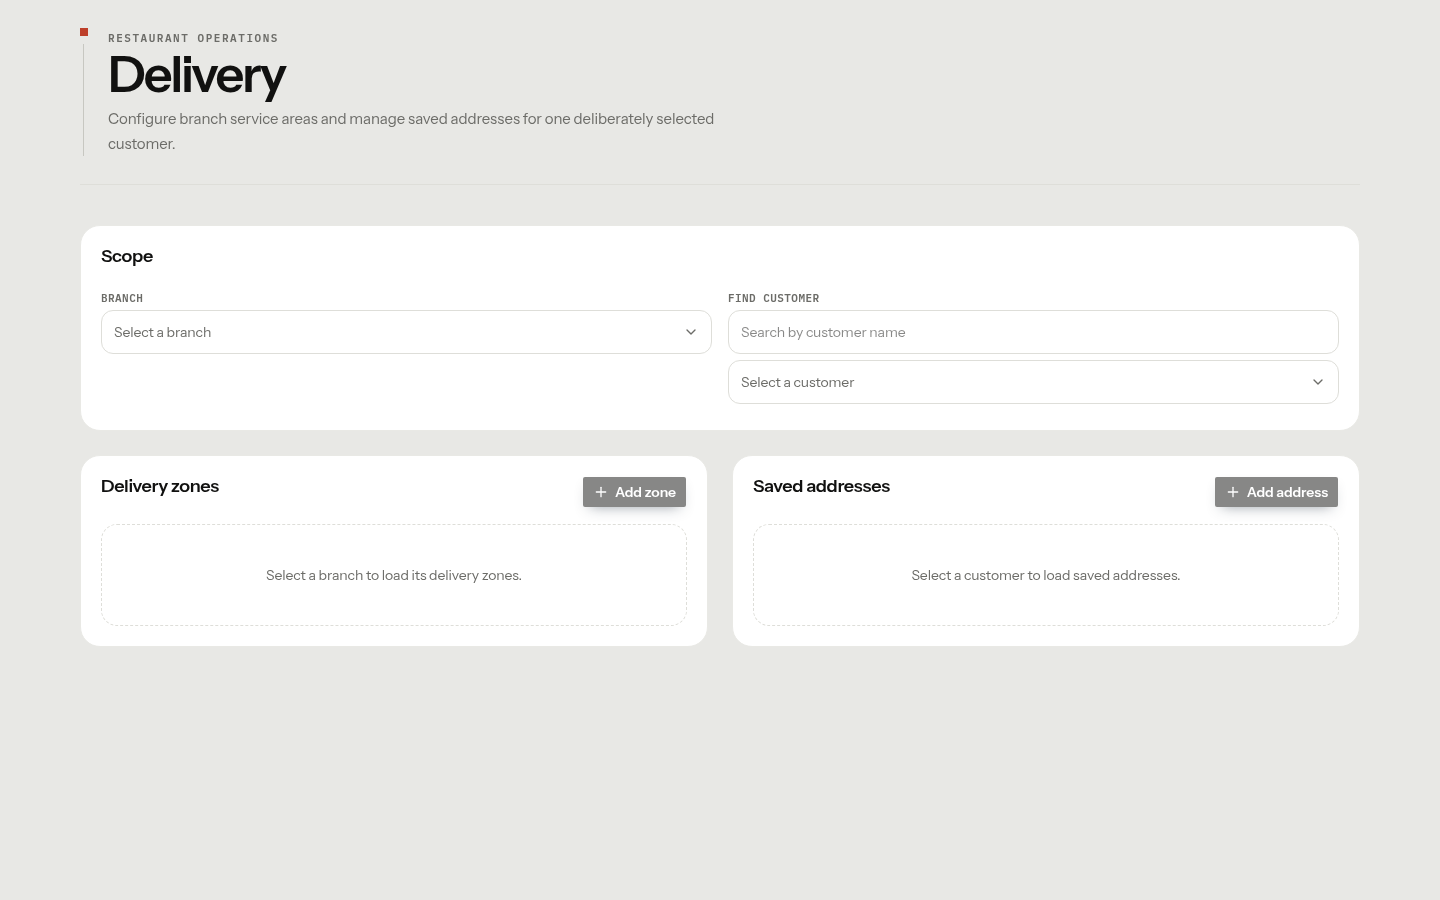 RESTAURANT OPERATIONS
Delivery
Configure branch service areas and manage saved addresses for one deliberately selected
customer.
Scope
BRANCH
Select a branch
FIND CUSTOMER
Search by customer name
Select a customer
Delivery zones
Add zone
Select a branch to load its delivery zones.
Saved addresses
Add address
Select a customer to load saved addresses.